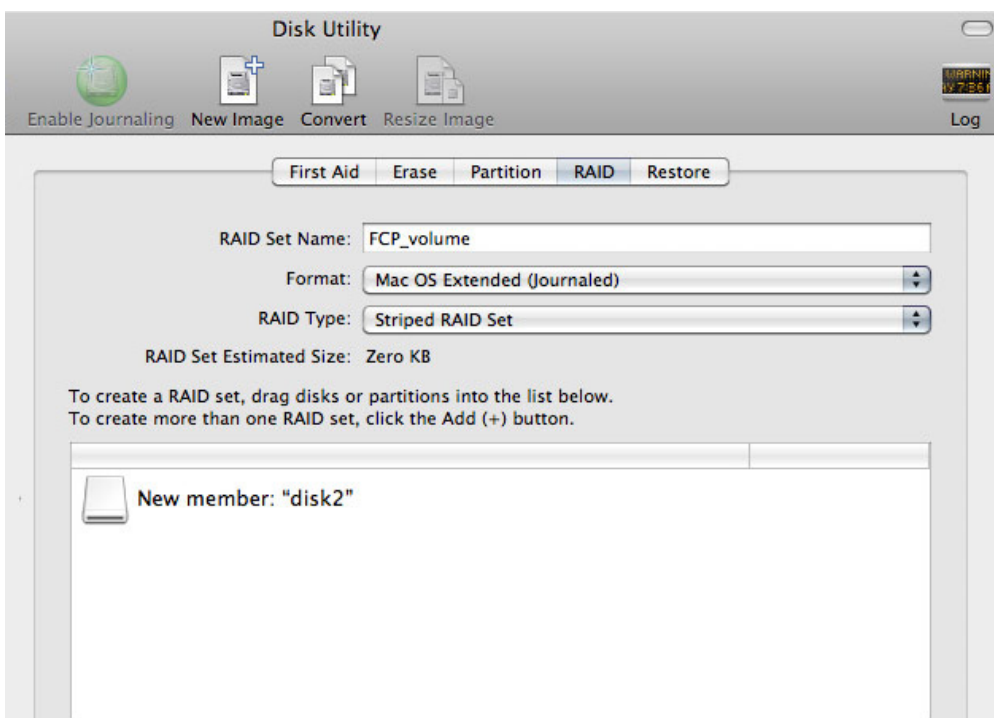 Disk Utility
Enable Journaling New Image Convert Resize Image
Log
First Aid Erase Partition RAID Restore
RAID Set Name: FCP_volume
Format: Mac OS Extended (Journaled)
RAID Type: Striped RAID Set
RAID Set Estimated Size: Zero KB
To create a RAID set, drag disks or partitions into the list below.
To create more than one RAID set, click the Add (+) button.
New member: “disk2”